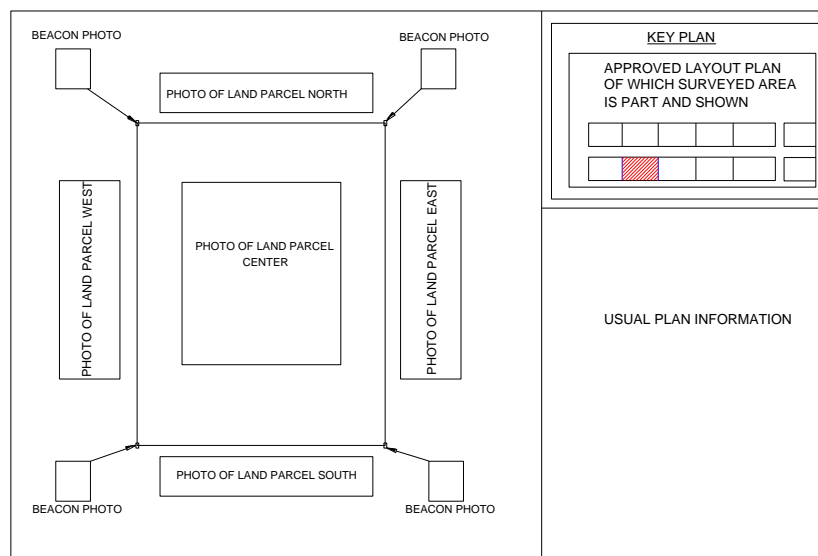 BEACON PHOTO
BEACON PHOTO
PHOTO OF LAND PARCEL NORTH
PHOTO OF LAND PARCEL WEST
PHOTO OF LAND PARCEL
CENTER
PHOTO OF LAND PARCEL EAST
PHOTO OF LAND PARCEL SOUTH
BEACON PHOTO
BEACON PHOTO
KEY PLAN
APPROVED LAYOUT PLAN
OF WHICH SURVEYED AREA
IS PART AND SHOWN
USUAL PLAN INFORMATION